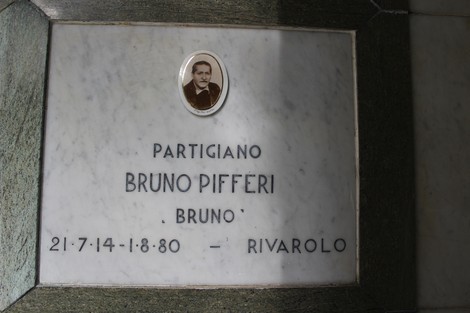 PARTIGIANO
BRUNO PIFFERI
'BRUNO'
21·7·14-1·8·80 – RIVAROLO